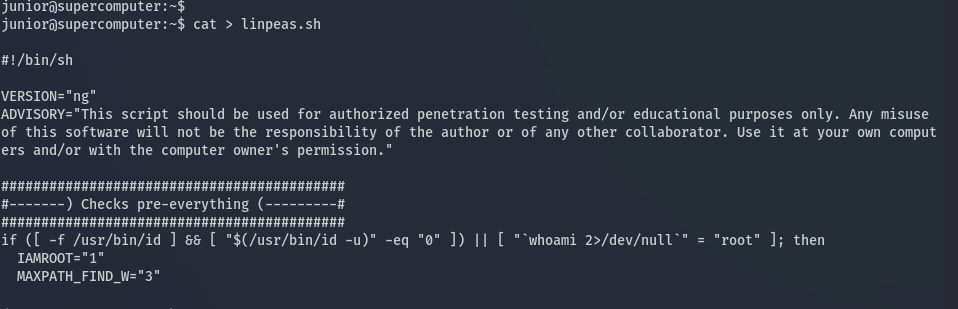 junior@supercomputer:~$
junior@supercomputer:~$ cat > linpeas.sh
#!/bin/sh
VERSION="ng"
ADVISORY="This script should be used for authorized penetration testing and/or educational purposes only. Any misuse
of this software will not be the responsibility of the author or of any other collaborator. Use it at your own comput
ers and/or with the computer owner's permission."
###########################################
#-------) Checks pre-everything (---------#
###########################################
if ([ -f /usr/bin/id ] && [ "$(/usr/bin/id -u)" -eq "0" ]) || [ "`whoami 2>/dev/null`" = "root" ]; then
  IAMROOT="1"
  MAXPATH_FIND_W="3"